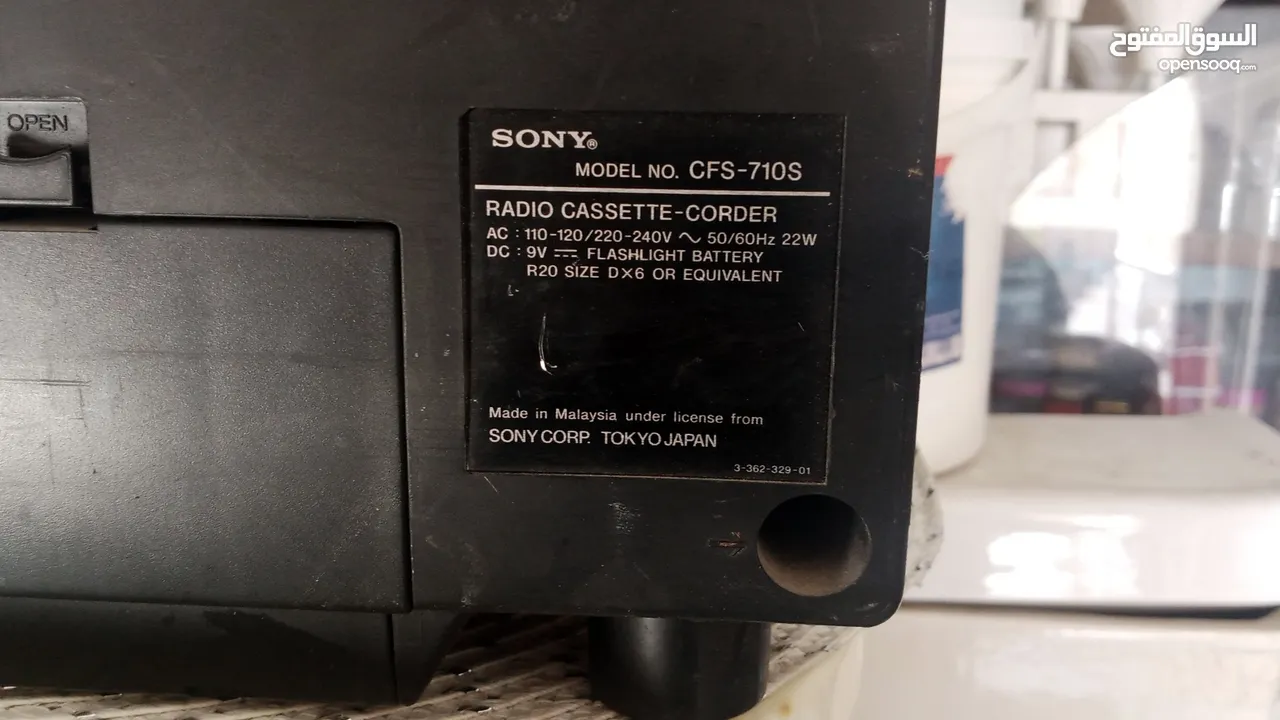 السوق المفتوح
opensooq.com
OPEN
SONY®
MODEL NO. CFS-710S
RADIO CASSETTE-CORDER
AC : 110-120/220-240V ∿ 50/60Hz 22W
DC : 9V ⎓ FLASHLIGHT BATTERY
R20 SIZE D×6 OR EQUIVALENT
Made in Malaysia under license from
SONY CORP. TOKYO JAPAN
3-362-329-01